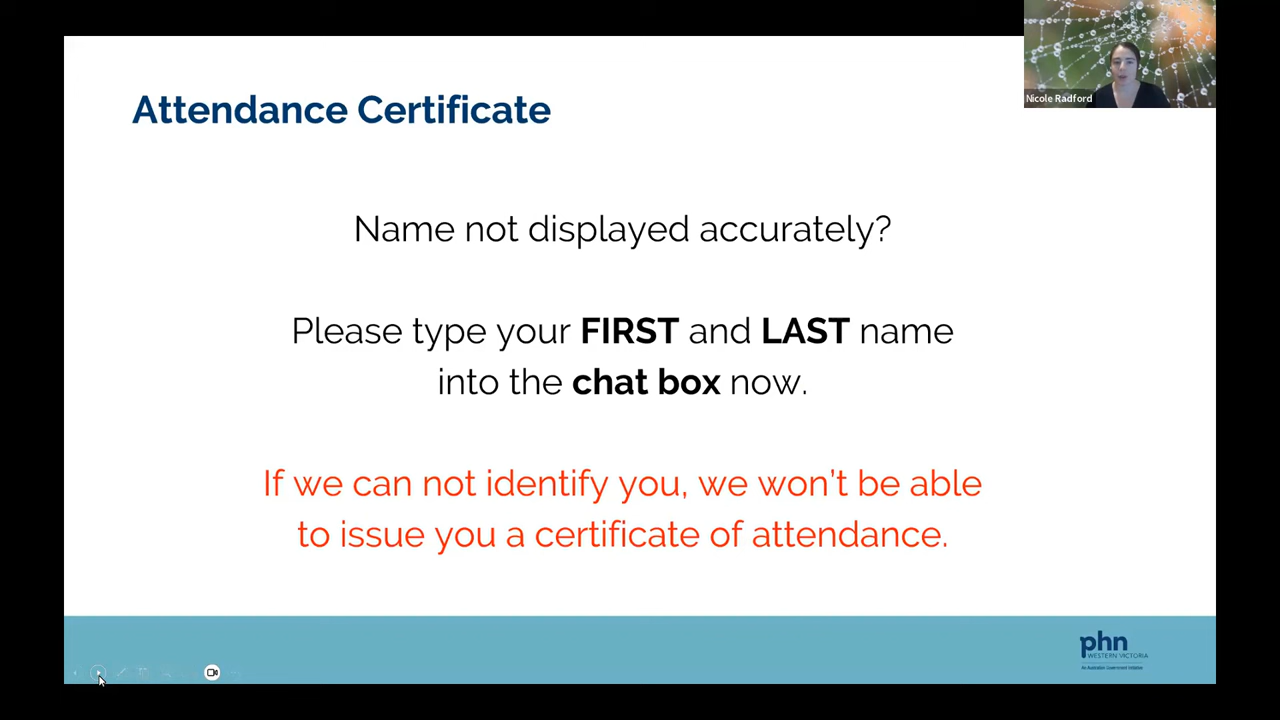 Nicole Radford
Attendance Certificate
Name not displayed accurately?
Please type your FIRST and LAST name
into the chat box now.
If we can not identify you, we won't be able
to issue you a certificate of attendance.
phn
WESTERN VICTORIA
An Australian Government Initiative